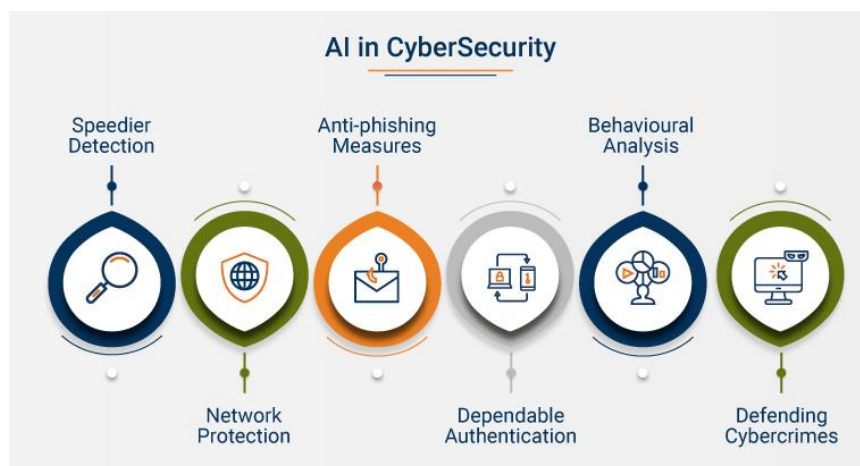 AI in CyberSecurity
Speedier
Detection
Anti-phishing
Measures
Behavioural
Analysis
Network
Protection
Dependable
Authentication
Defending
Cybercrimes